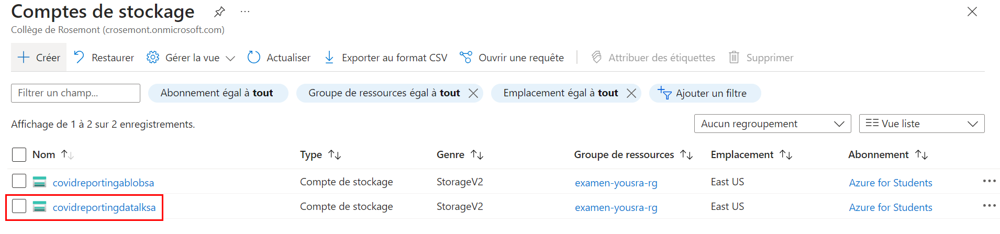 Comptes de stockage ...
Collège de Rosemont (crosemont.onmicrosoft.com)
Créer Restaurer Gérer la vue Actualiser Exporter au format CSV Ouvrir une requête Attribuer des étiquettes Supprimer
Filtrer un champ... Abonnement égal à tout Groupe de ressources égal à tout Emplacement égal à tout Ajouter un filtre
Affichage de 1 à 2 sur 2 enregistrements. Aucun regroupement Vue liste
Nom Type Genre Groupe de ressources Emplacement Abonnement
covidreportingablobsa Compte de stockage StorageV2 examen-yousra-rg East US Azure for Students ...
covidreportingdatalksa Compte de stockage StorageV2 examen-yousra-rg East US Azure for Students ...